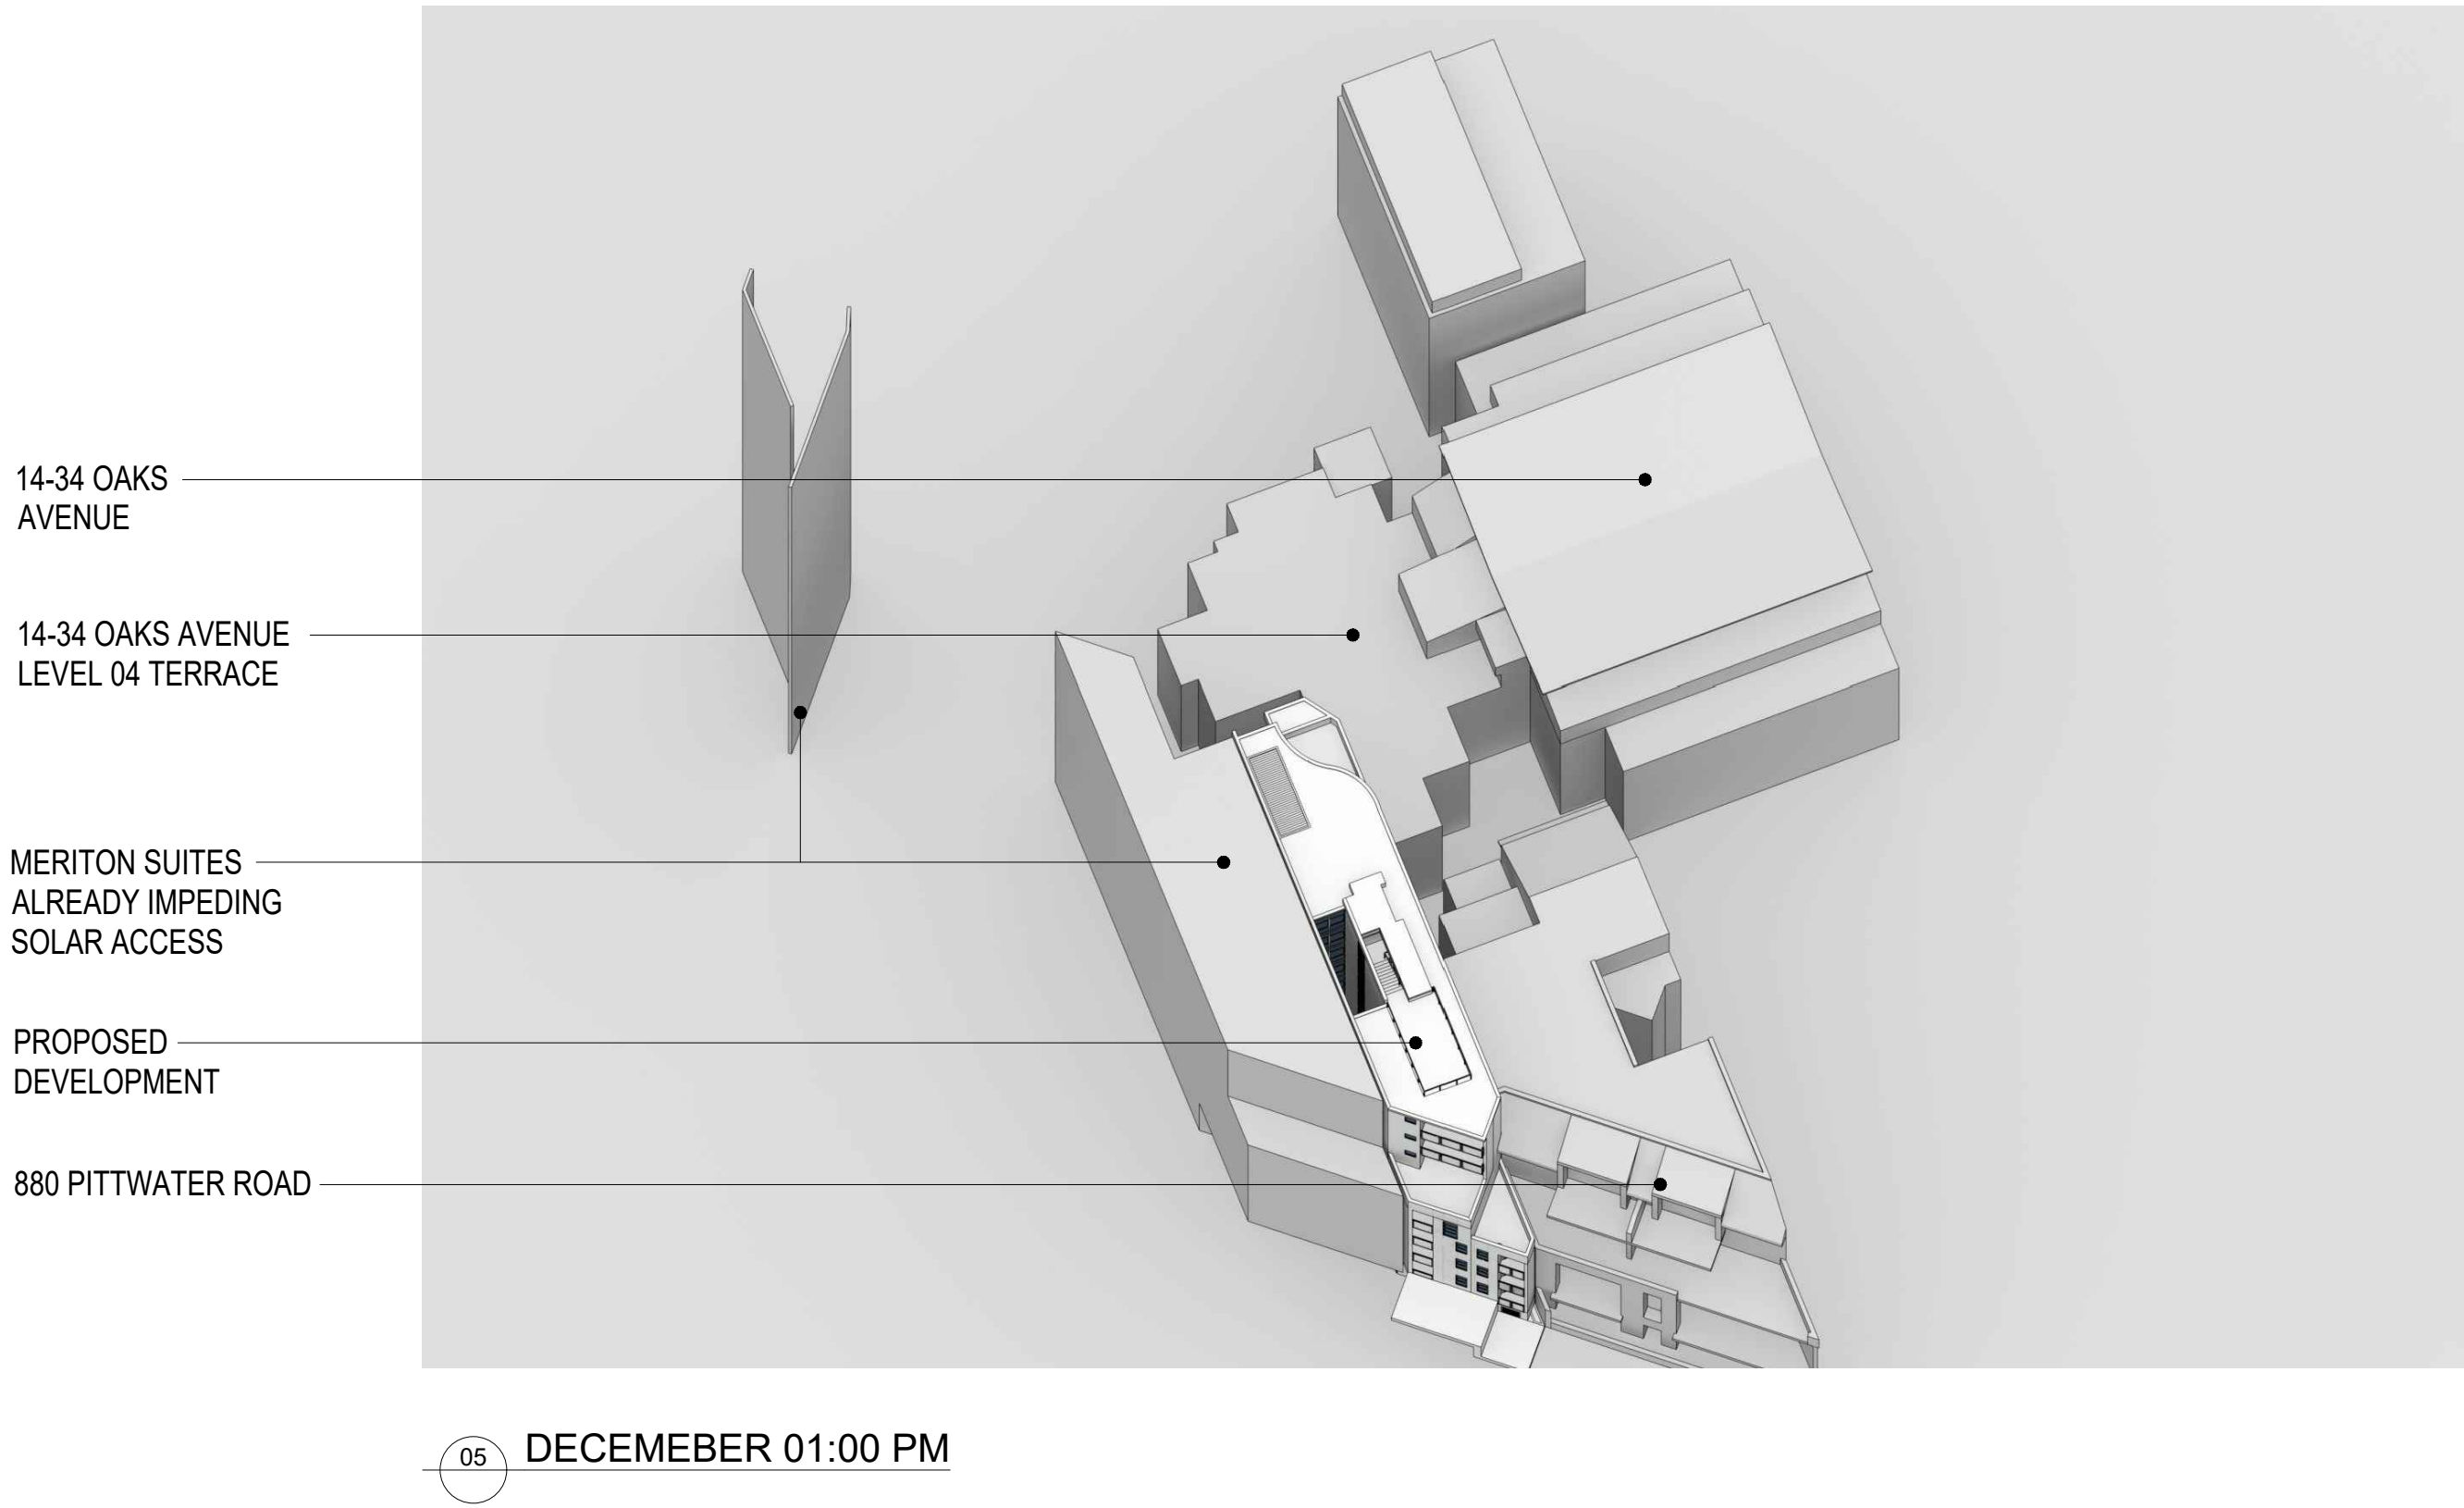 14-34 OAKS
AVENUE
14-34 OAKS AVENUE
LEVEL 04 TERRACE
MERITON SUITES
ALREADY IMPEDING
SOLAR ACCESS
PROPOSED
DEVELOPMENT
880 PITTWATER ROAD
05
DECEMEBER 01:00 PM